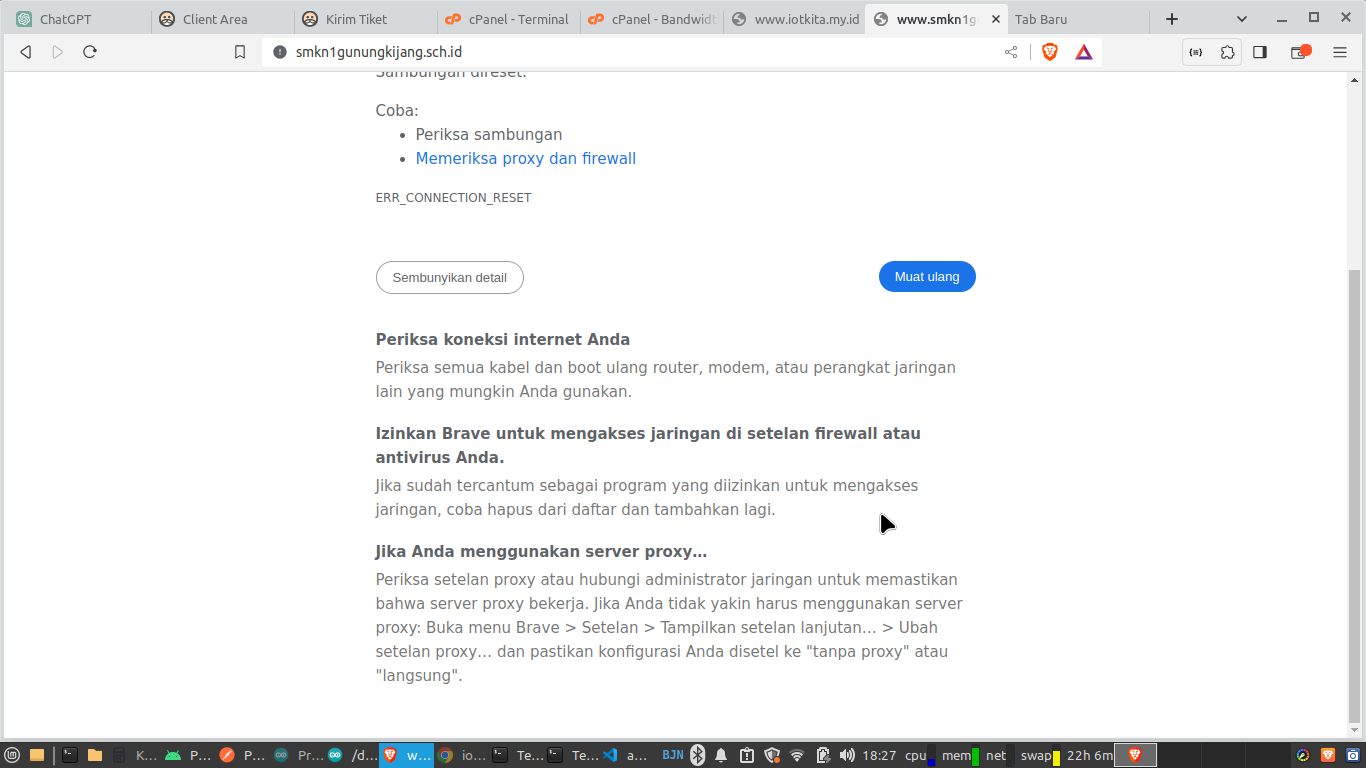 ChatGPT
Client Area
Kirim Tiket
cPanel - Terminal
cPanel - Bandwidt
www.iotkita.my.id
www.smkn1g
Tab Baru
smkn1gunungkijang.sch.id
Sambungan direset.
Coba:
Periksa sambungan
Memeriksa proxy dan firewall
ERR_CONNECTION_RESET
Sembunyikan detail
Muat ulang
Periksa koneksi internet Anda
Periksa semua kabel dan boot ulang router, modem, atau perangkat jaringan
lain yang mungkin Anda gunakan.
Izinkan Brave untuk mengakses jaringan di setelan firewall atau
antivirus Anda.
Jika sudah tercantum sebagai program yang diizinkan untuk mengakses
jaringan, coba hapus dari daftar dan tambahkan lagi.
Jika Anda menggunakan server proxy…
Periksa setelan proxy atau hubungi administrator jaringan untuk memastikan
bahwa server proxy bekerja. Jika Anda tidak yakin harus menggunakan server
proxy: Buka menu Brave > Setelan > Tampilkan setelan lanjutan… > Ubah
setelan proxy… dan pastikan konfigurasi Anda disetel ke "tanpa proxy" atau
"langsung".
K... P... P... Pr... /d... w... io... Te... Te... a... BJN 18:27 cpu mem net swap 22h 6m